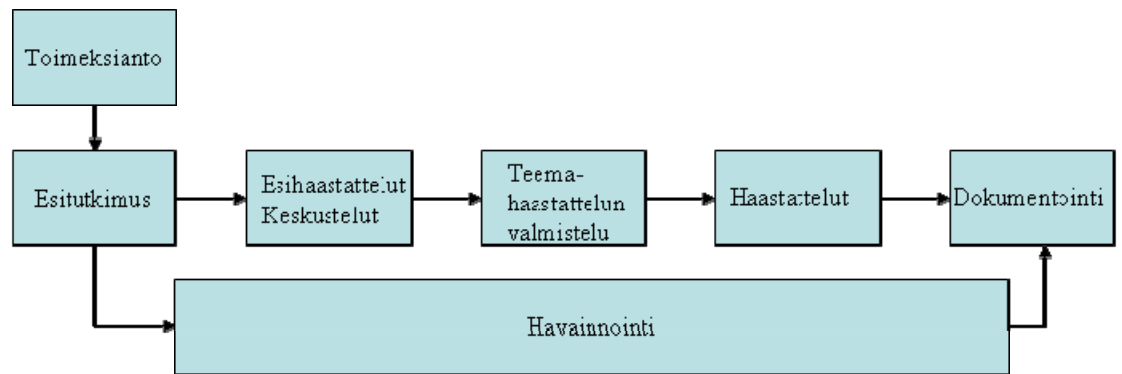 Toimeksianto
Esitutkimus
Esihaastattelut
Keskustelut
Teema-
haastattelun
valmistelu
Haastattelut
Dokumentointi
Havainnointi